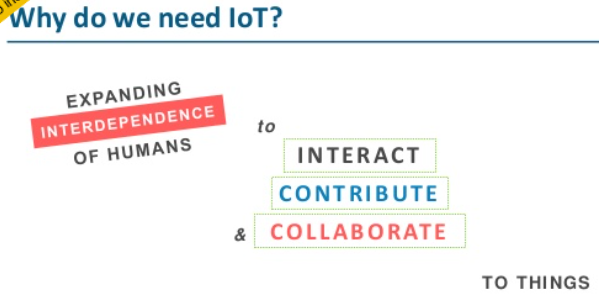 Why do we need IoT?
EXPANDING
INTERDEPENDENCE
OF HUMANS
to
INTERACT
CONTRIBUTE
& COLLABORATE
TO THINGS